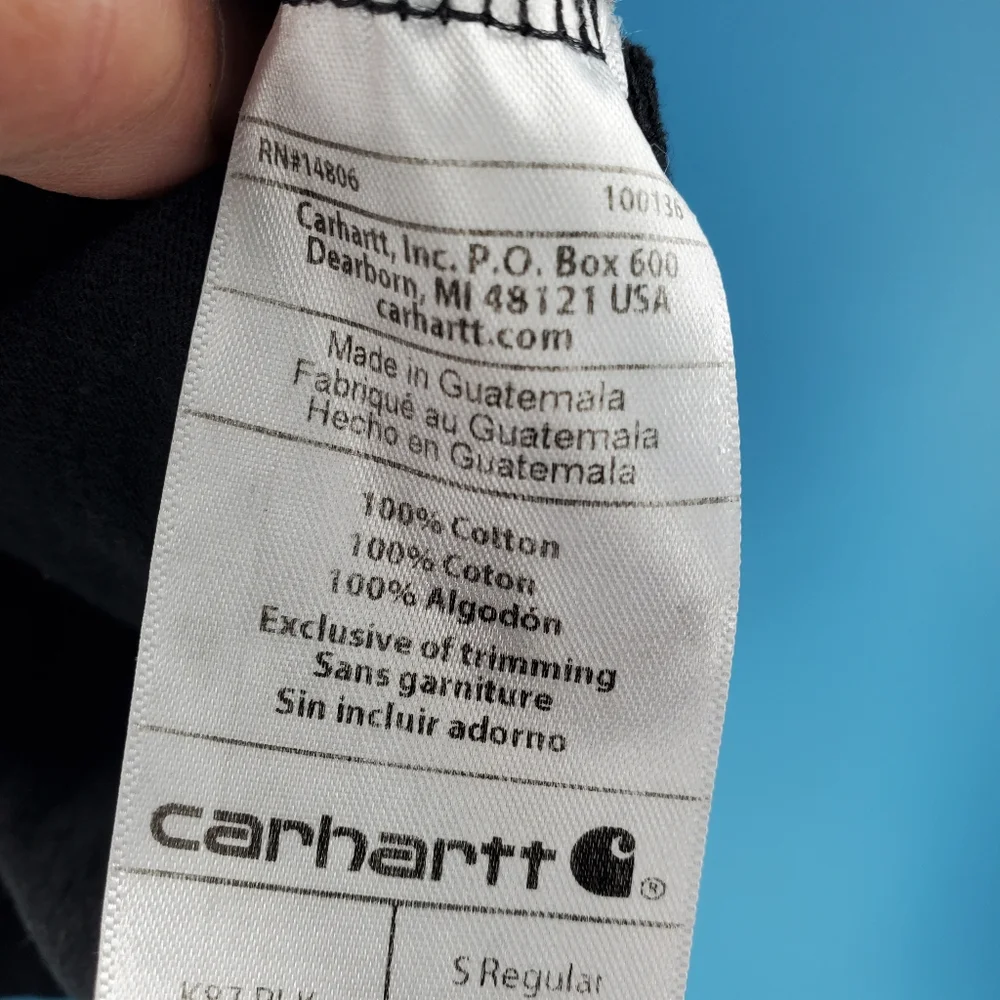 RN#14806
100136
Carhartt, Inc. P.O. Box 600
Dearborn, MI 48121 USA
carhartt.com
Made in Guatemala
Fabriqué au Guatemala
Hecho en Guatemala
100% Cotton
100% Coton
100% Algodón
Exclusive of trimming
Sans garniture
Sin incluir adorno
carhartt ®
S Regular
K87 BLK